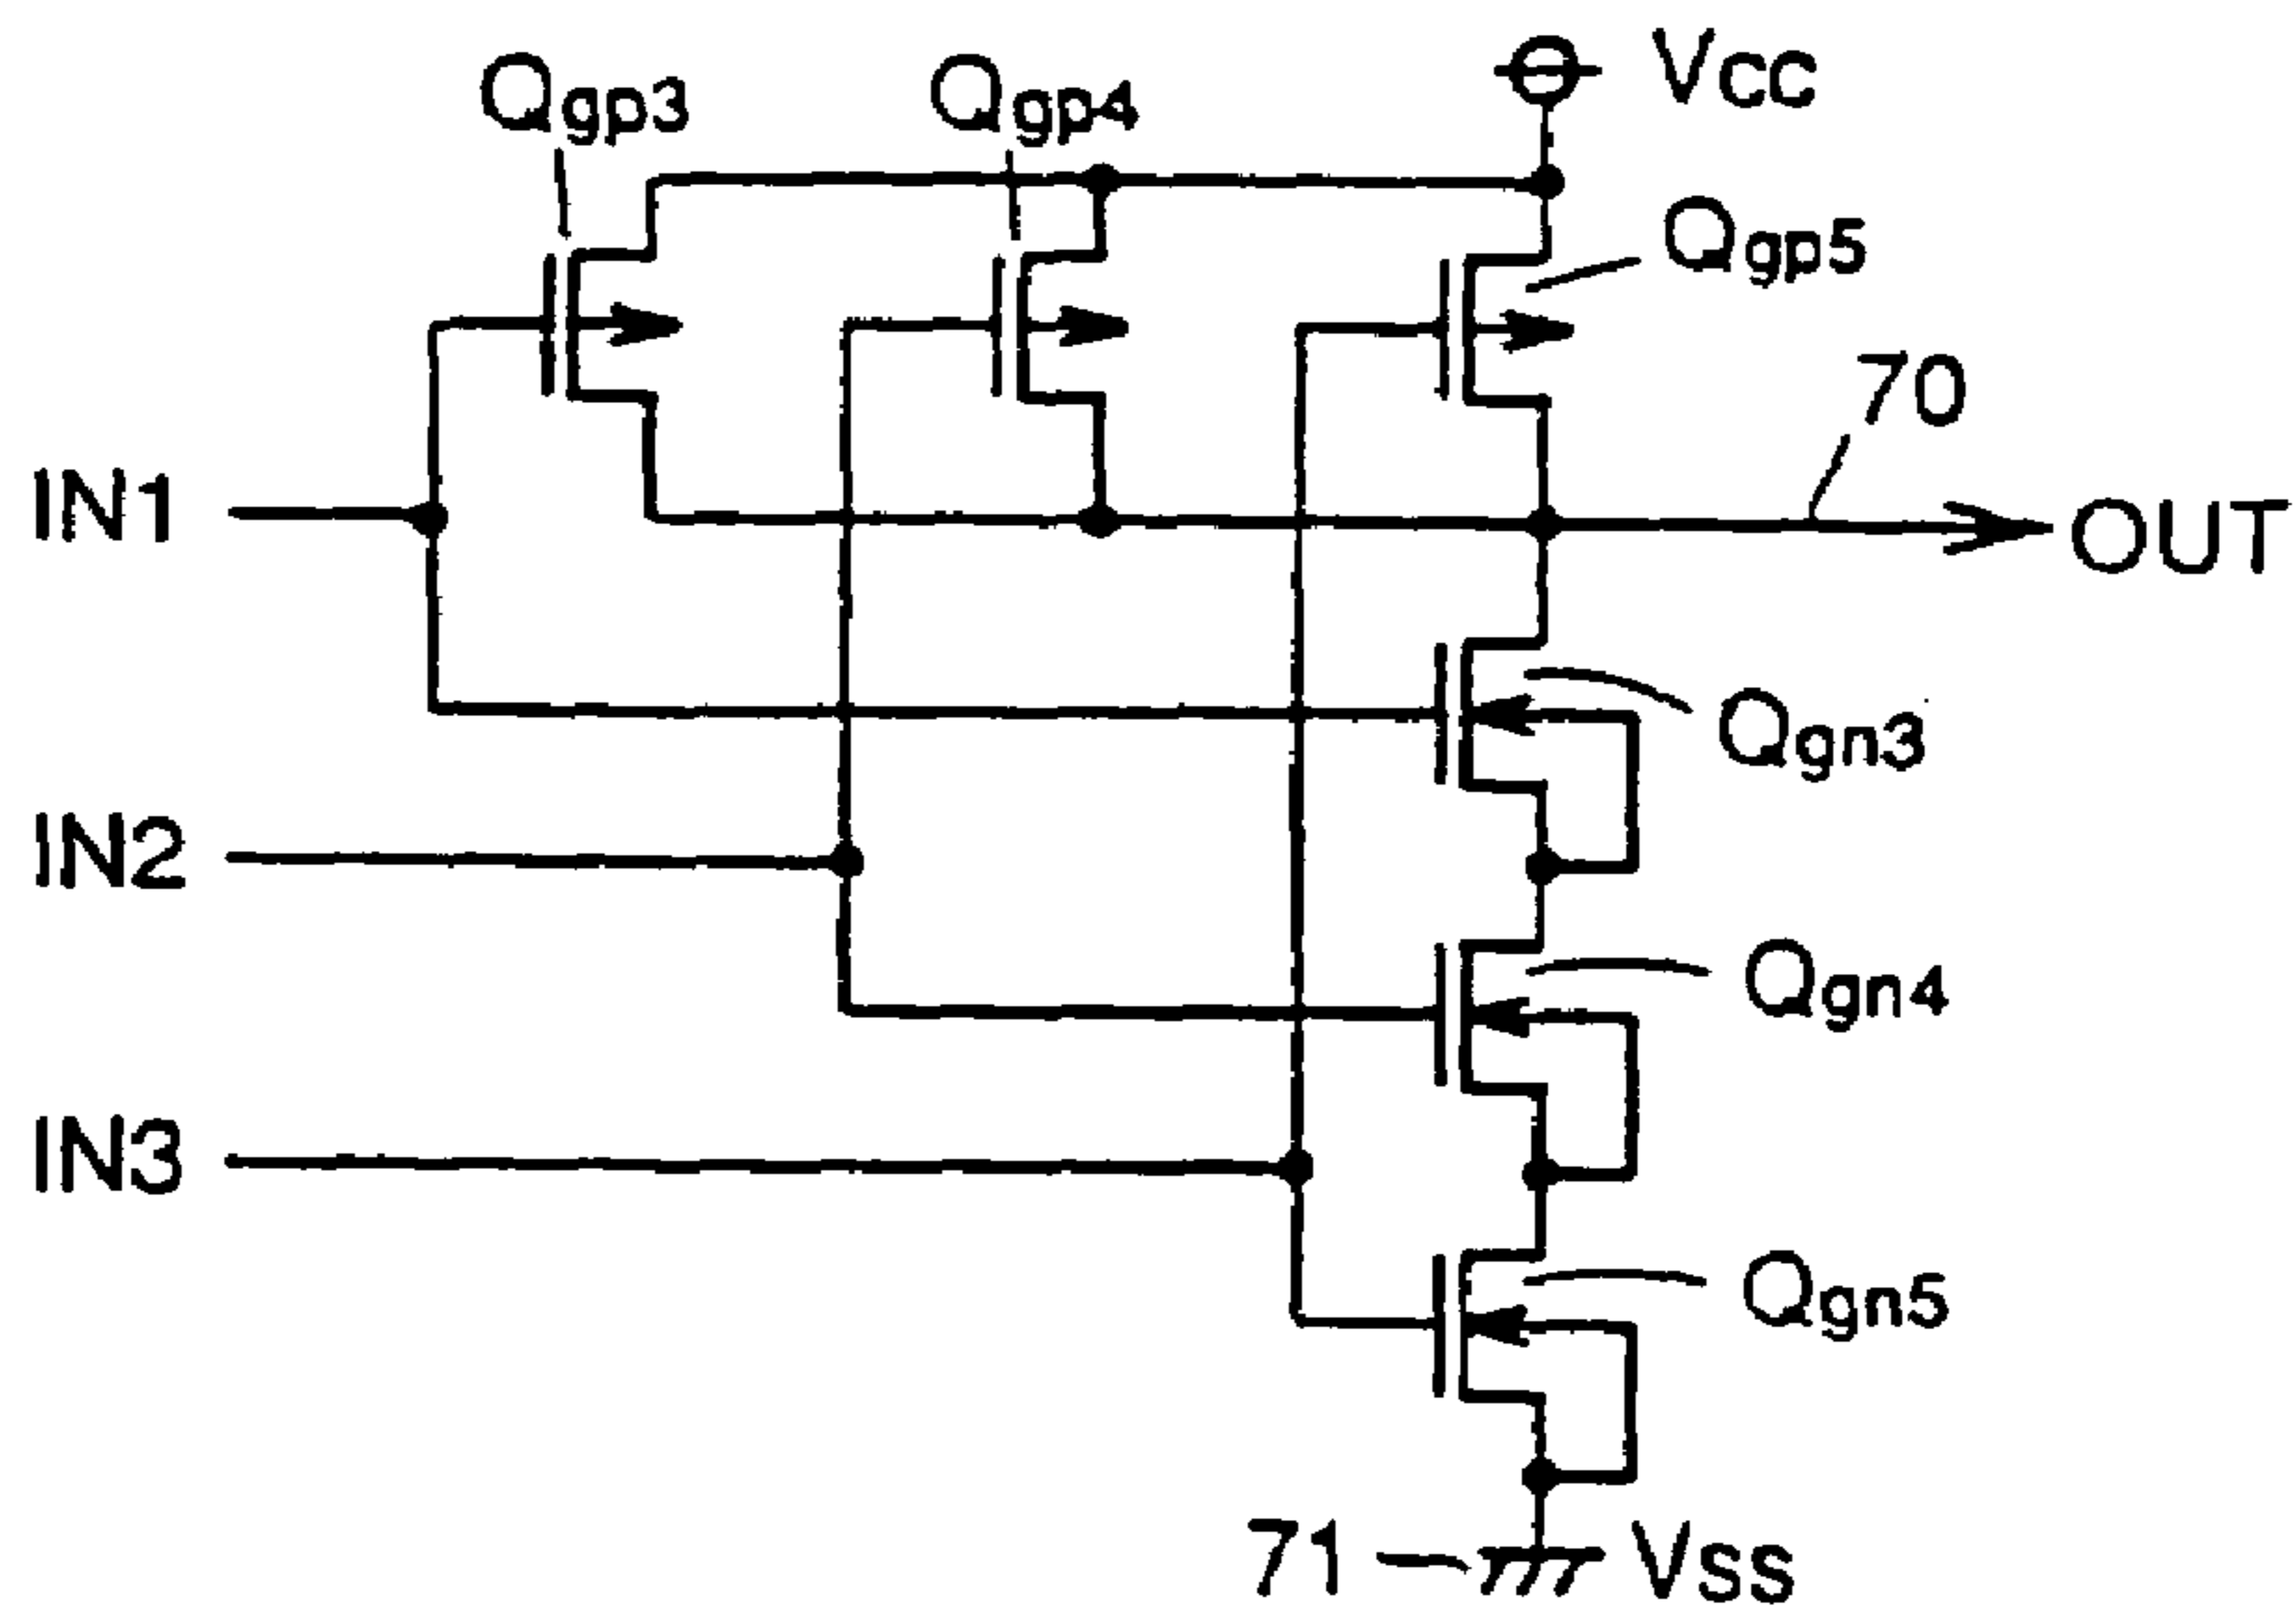 Qgp3
Qgp4
VCC
Qgp5
70
IN1
OUT
Qgn3
IN2
Qgn4
IN3
Qgn5
71
VSS